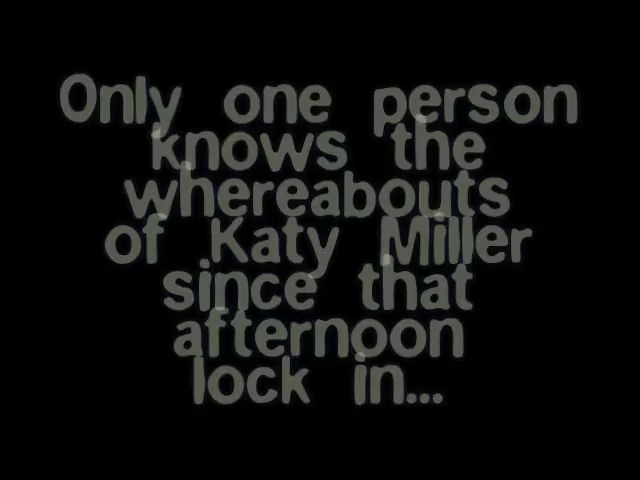 Only one person
knows the
whereabouts
of Katy Miller
since that
afternoon
lock in...